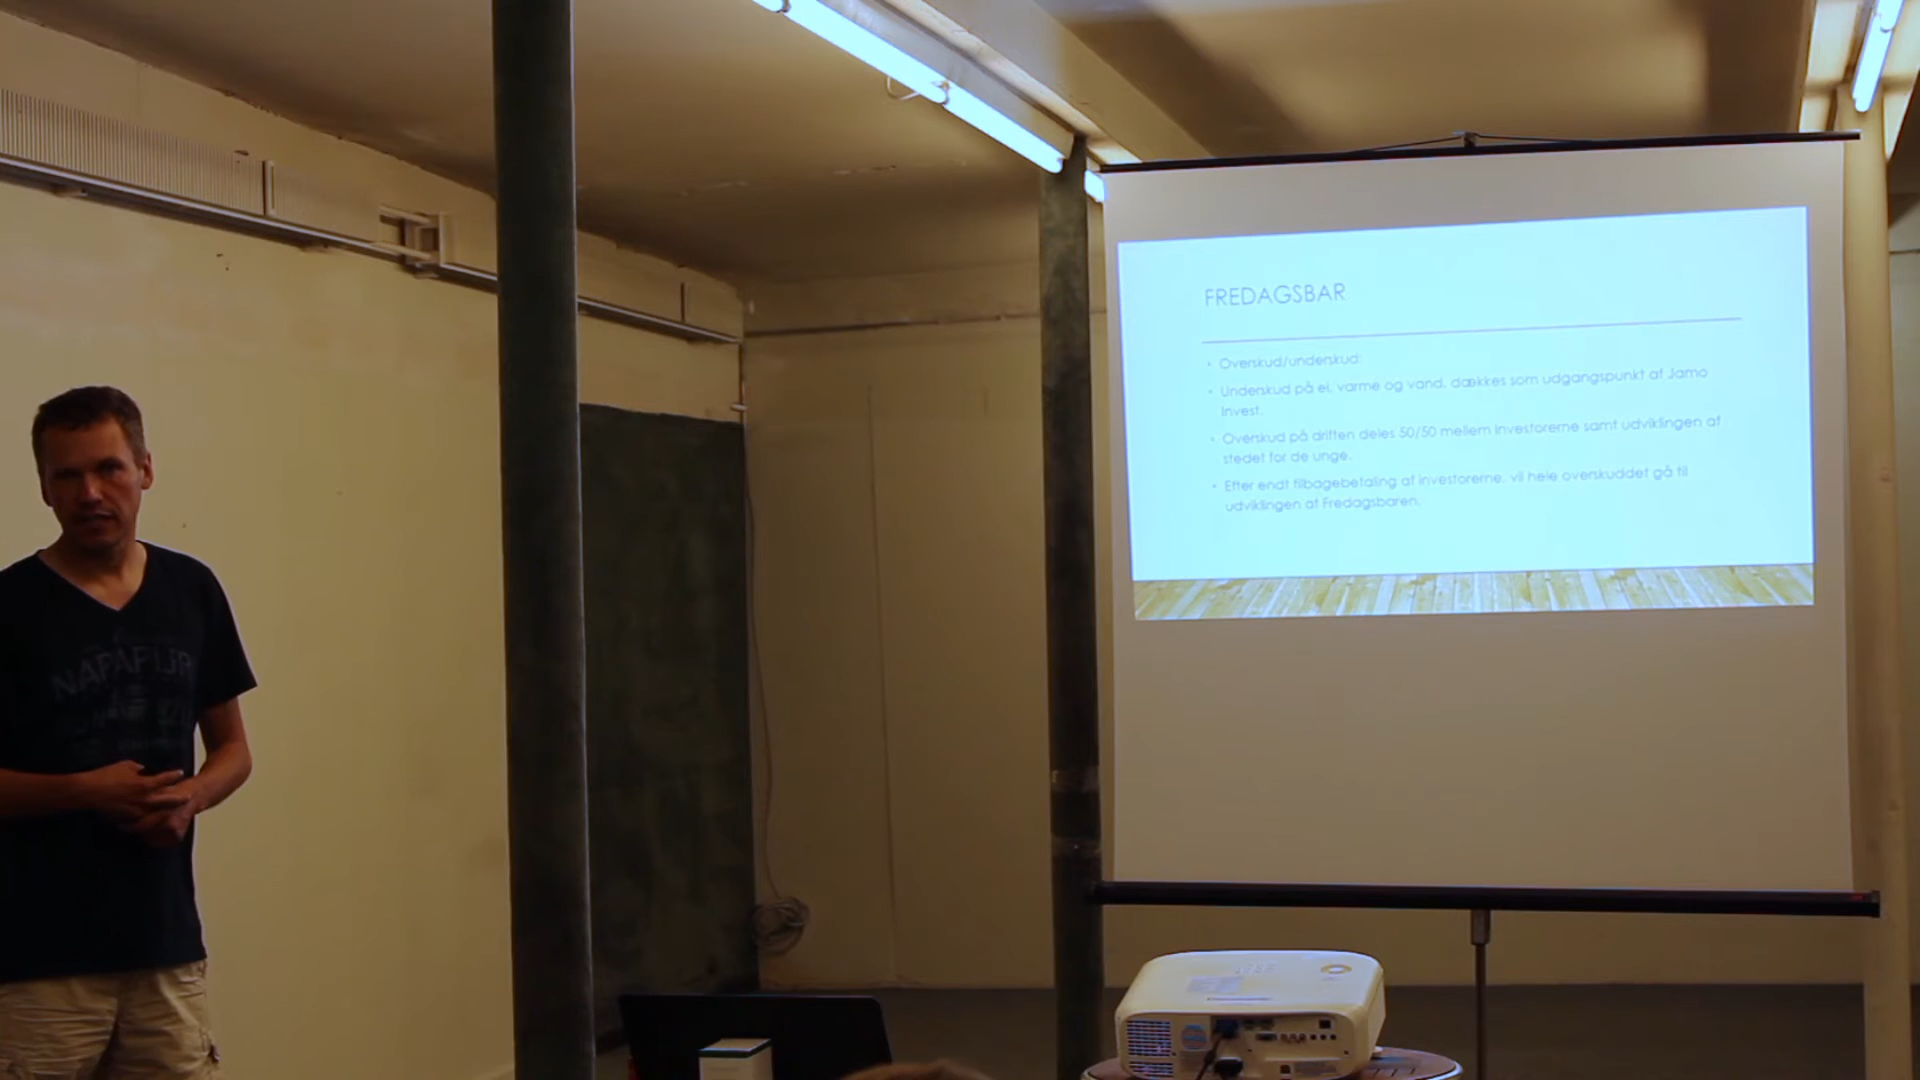 FREDAGSBAR
• Overskud/underskud:
• Underskud på el, varme og vand, dækkes som udgangspunkt af Jamo
Invest.
• Overskud på driften deles 50/50 mellem investorerne samt udviklingen af
stedet for de unge.
• Efter endt tilbagebetaling af investorerne, vil hele overskuddet gå til
udviklingen af Fredagsbaren.
NAPAPIJRI